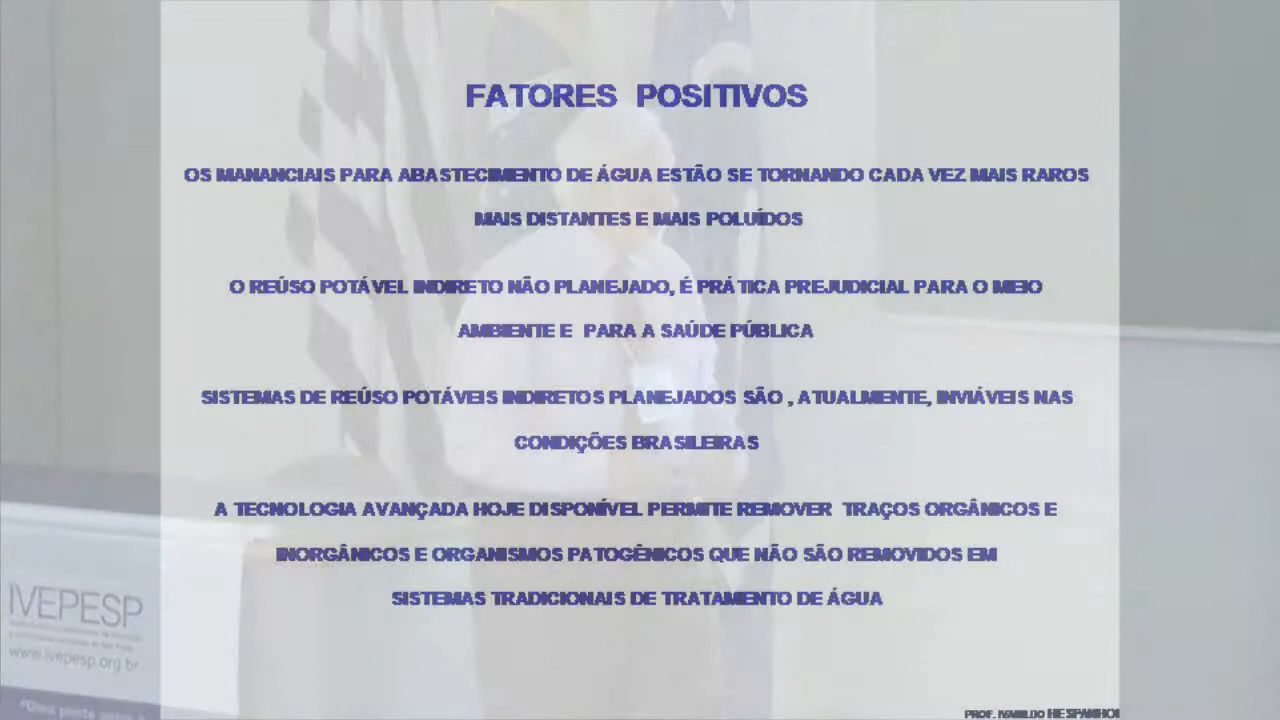 FATORES POSITIVOS
OS MANANCIAIS PARA ABASTECIMENTO DE ÁGUA ESTÃO SE TORNANDO CADA VEZ MAIS RAROS
MAIS DISTANTES E MAIS POLUÍDOS
O REÚSO POTÁVEL INDIRETO NÃO PLANEJADO, É PRÁTICA PREJUDICIAL PARA O MEIO
AMBIENTE E PARA A SAÚDE PÚBLICA
SISTEMAS DE REÚSO POTÁVEIS INDIRETOS PLANEJADOS SÃO , ATUALMENTE, INVIÁVEIS NAS
CONDIÇÕES BRASILEIRAS
A TECNOLOGIA AVANÇADA HOJE DISPONÍVEL PERMITE REMOVER TRAÇOS ORGÂNICOS E
INORGÂNICOS E ORGANISMOS PATOGÊNICOS QUE NÃO SÃO REMOVIDOS EM
SISTEMAS TRADICIONAIS DE TRATAMENTO DE ÁGUA
IVEPESP
www.ivepesp.org.br
"Uma ponte
PROF. IVANILDO HESPANHOL